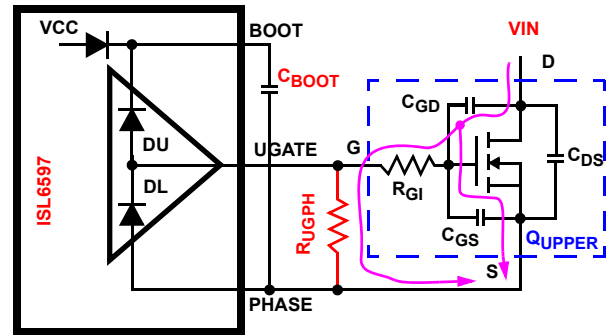 VCC
BOOT
VIN
D
CBOOT
CGD
DU
G
UGATE
CDS
DL
RGI
ISL6597
RUGPH
CGS
QUPPER
S
PHASE